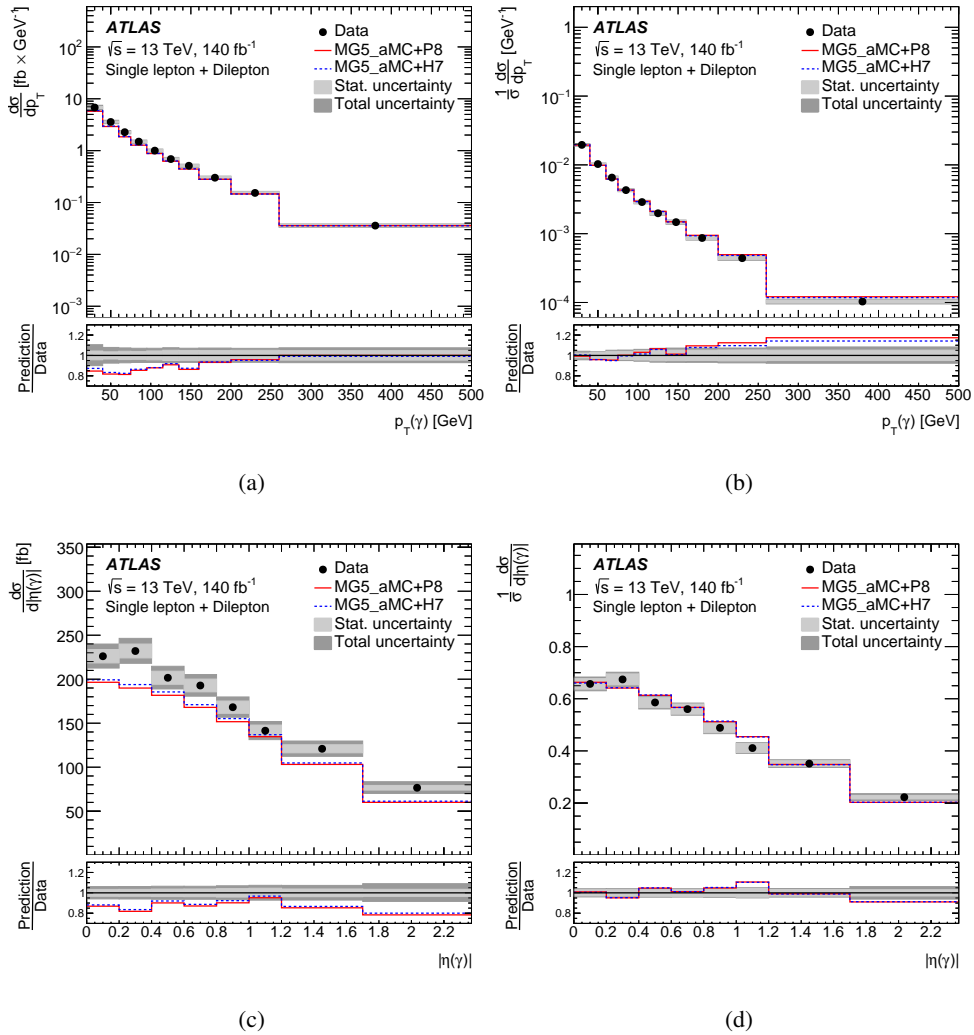 ATLAS
√s = 13 TeV, 140 fb⁻¹
Single lepton + Dilepton
Data
MG5_aMC+P8
MG5_aMC+H7
Stat. uncertainty
Total uncertainty
dσ/dp_T [fb × GeV⁻¹]
10²
10
1
10⁻¹
10⁻²
10⁻³
Prediction/Data
1.2
1
0.8
50 100 150 200 250 300 350 400 450 500
p_T(γ) [GeV]
(a)
ATLAS
√s = 13 TeV, 140 fb⁻¹
Single lepton + Dilepton
Data
MG5_aMC+P8
MG5_aMC+H7
Stat. uncertainty
Total uncertainty
1/σ dσ/dp_T [GeV⁻¹]
1
10⁻¹
10⁻²
10⁻³
10⁻⁴
Prediction/Data
1.2
1
0.8
50 100 150 200 250 300 350 400 450 500
p_T(γ) [GeV]
(b)
ATLAS
√s = 13 TeV, 140 fb⁻¹
Single lepton + Dilepton
Data
MG5_aMC+P8
MG5_aMC+H7
Stat. uncertainty
Total uncertainty
dσ/d|η(γ)| [fb]
350
300
250
200
150
100
50
Prediction/Data
1.2
1
0.8
0 0.2 0.4 0.6 0.8 1 1.2 1.4 1.6 1.8 2 2.2
|η(γ)|
(c)
ATLAS
√s = 13 TeV, 140 fb⁻¹
Single lepton + Dilepton
Data
MG5_aMC+P8
MG5_aMC+H7
Stat. uncertainty
Total uncertainty
1/σ dσ/d|η(γ)|
1
0.8
0.6
0.4
0.2
Prediction/Data
1.2
1
0.8
0 0.2 0.4 0.6 0.8 1 1.2 1.4 1.6 1.8 2 2.2
|η(γ)|
(d)